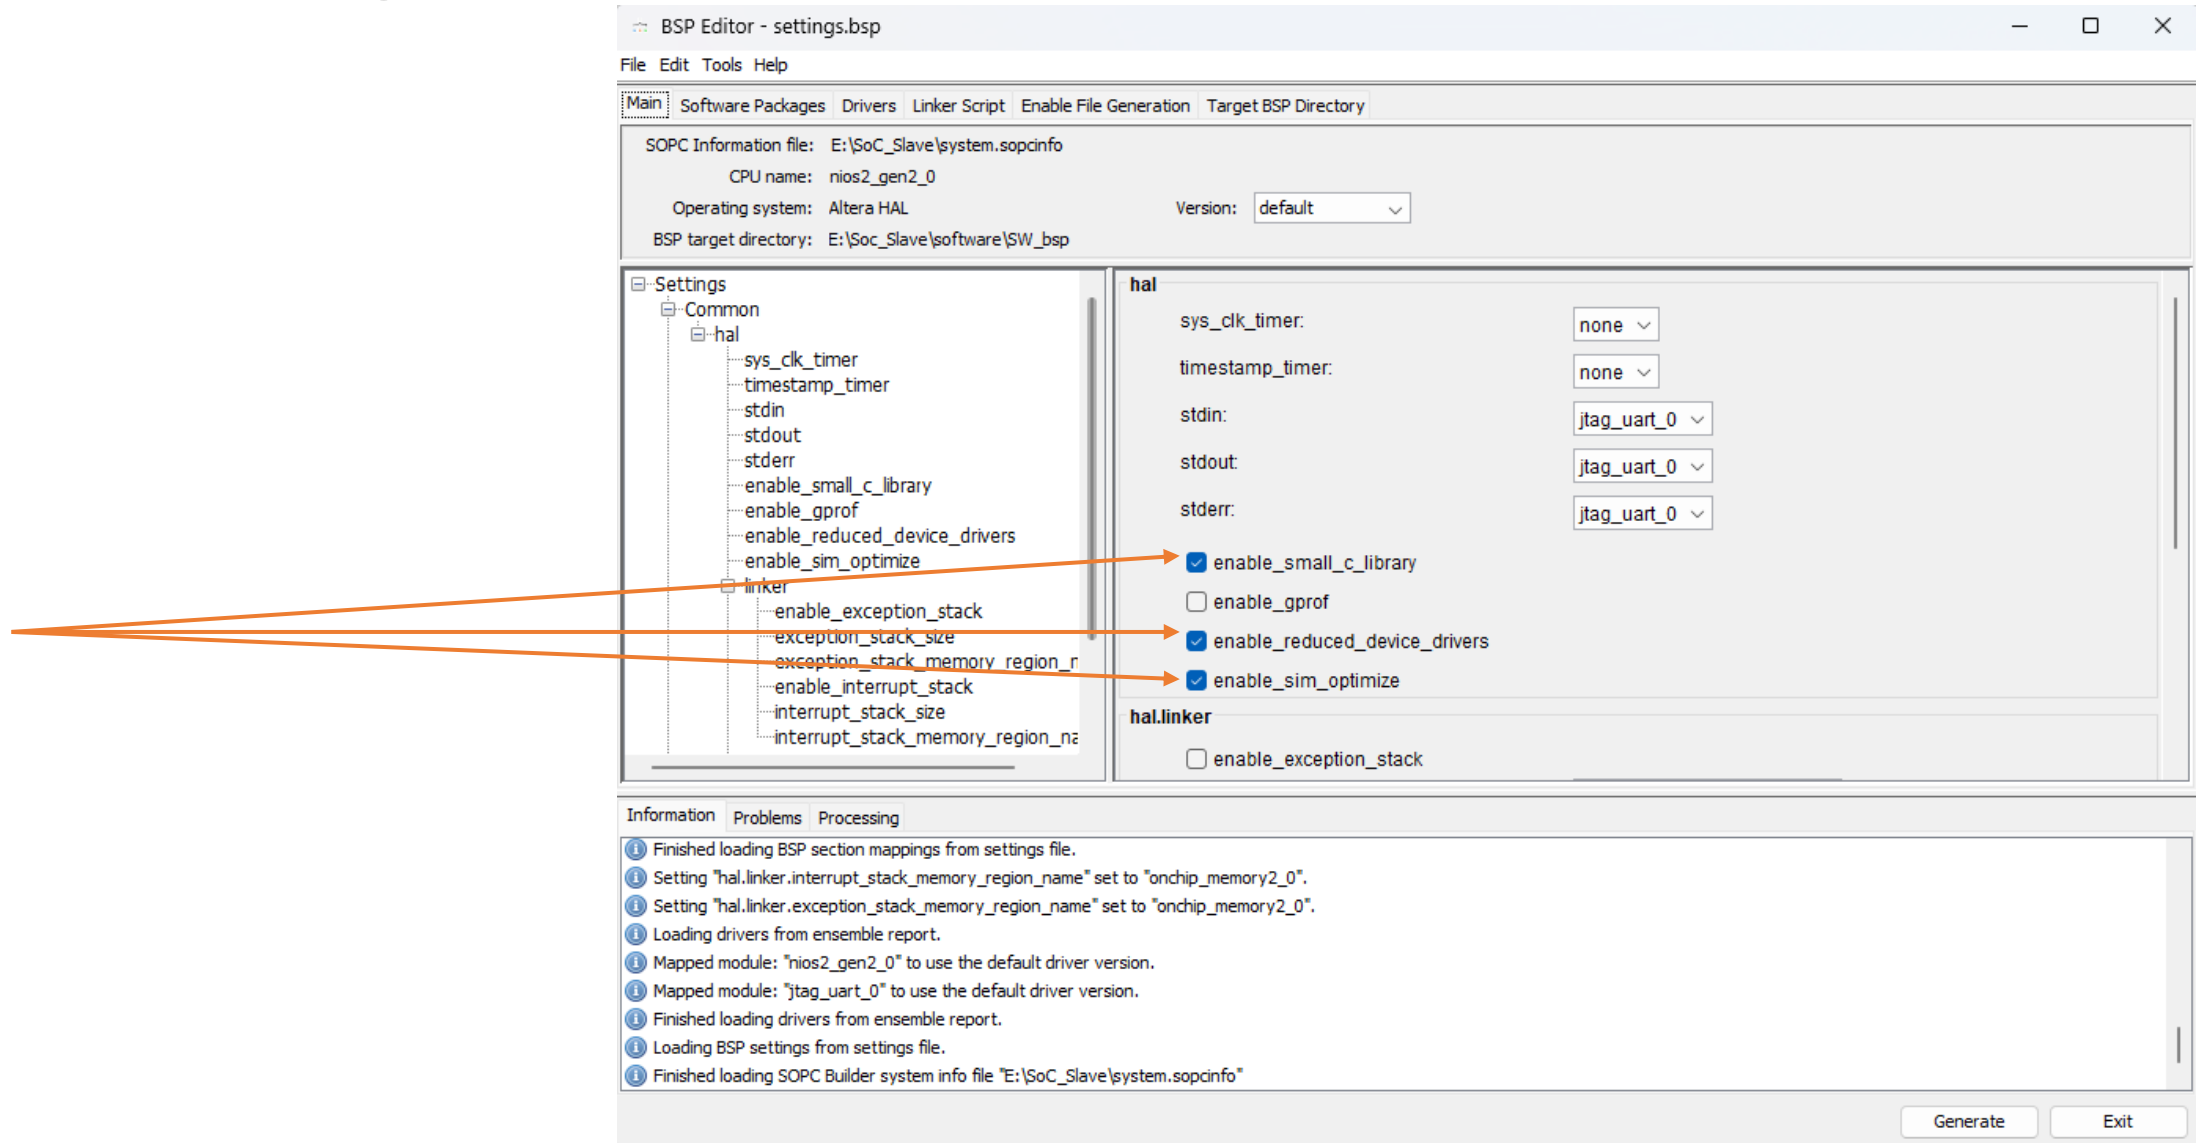 BSP Editor - settings.bsp
File Edit Tools Help
Main Software Packages Drivers Linker Script Enable File Generation Target BSP Directory
SOPC Information file: E:\SoC_Slave\system.sopcinfo
CPU name: nios2_gen2_0
Operating system: Altera HAL Version: default
BSP target directory: E:\Soc_Slave\software\SW_bsp
Settings
Common
hal
sys_clk_timer
timestamp_timer
stdin
stdout
stderr
enable_small_c_library
enable_gprof
enable_reduced_device_drivers
enable_sim_optimize
linker
enable_exception_stack
exception_stack_size
exception_stack_memory_region_n
enable_interrupt_stack
interrupt_stack_size
interrupt_stack_memory_region_na
hal
sys_clk_timer: none
timestamp_timer: none
stdin: jtag_uart_0
stdout: jtag_uart_0
stderr: jtag_uart_0
enable_small_c_library
enable_gprof
enable_reduced_device_drivers
enable_sim_optimize
hal.linker
enable_exception_stack
Information Problems Processing
Finished loading BSP section mappings from settings file.
Setting "hal.linker.interrupt_stack_memory_region_name" set to "onchip_memory2_0".
Setting "hal.linker.exception_stack_memory_region_name" set to "onchip_memory2_0".
Loading drivers from ensemble report.
Mapped module: "nios2_gen2_0" to use the default driver version.
Mapped module: "jtag_uart_0" to use the default driver version.
Finished loading drivers from ensemble report.
Loading BSP settings from settings file.
Finished loading SOPC Builder system info file "E:\SoC_Slave\system.sopcinfo"
Generate Exit